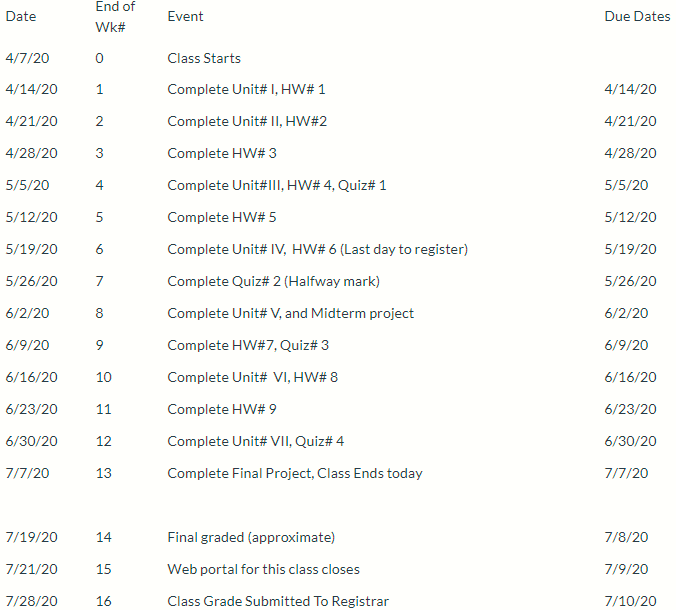 Date End of Wk# Event Due Dates
4/7/20 0 Class Starts
4/14/20 1 Complete Unit# I, HW# 1 4/14/20
4/21/20 2 Complete Unit# II, HW#2 4/21/20
4/28/20 3 Complete HW# 3 4/28/20
5/5/20 4 Complete Unit#III, HW# 4, Quiz# 1 5/5/20
5/12/20 5 Complete HW# 5 5/12/20
5/19/20 6 Complete Unit# IV,  HW# 6 (Last day to register) 5/19/20
5/26/20 7 Complete Quiz# 2 (Halfway mark) 5/26/20
6/2/20 8 Complete Unit# V, and Midterm project 6/2/20
6/9/20 9 Complete HW#7, Quiz# 3 6/9/20
6/16/20 10 Complete Unit#  VI, HW# 8 6/16/20
6/23/20 11 Complete HW# 9 6/23/20
6/30/20 12 Complete Unit# VII, Quiz# 4 6/30/20
7/7/20 13 Complete Final Project, Class Ends today 7/7/20
7/19/20 14 Final graded (approximate) 7/8/20
7/21/20 15 Web portal for this class closes 7/9/20
7/28/20 16 Class Grade Submitted To Registrar 7/10/20